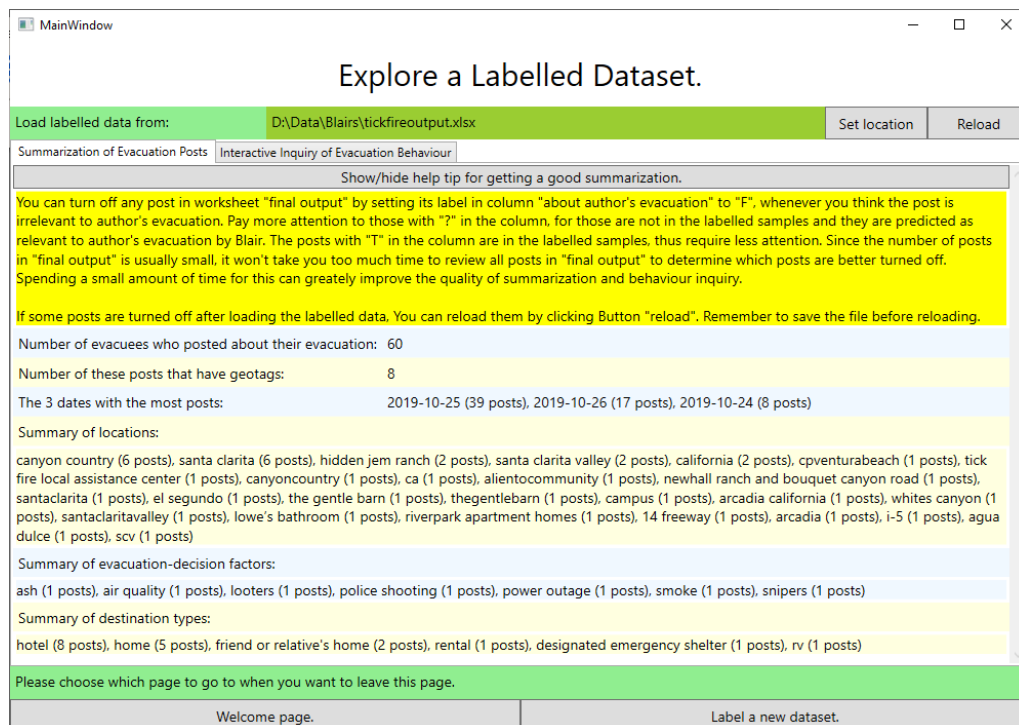 MainWindow
Explore a Labelled Dataset.
Load labelled data from: D:\Data\Blairs\tickfireoutput.xlsx Set location Reload
Summarization of Evacuation Posts Interactive Inquiry of Evacuation Behaviour
Show/hide help tip for getting a good summarization.
You can turn off any post in worksheet "final output" by setting its label in column "about author's evacuation" to "F", whenever you think the post is
irrelevant to author's evacuation. Pay more attention to those with "?" in the column, for those are not in the labelled samples and they are predicted as
relevant to author's evacuation by Blair. The posts with "T" in the column are in the labelled samples, thus require less attention. Since the number of posts
in "final output" is usually small, it won't take you too much time to review all posts in "final output" to determine which posts are better turned off.
Spending a small amount of time for this can greately improve the quality of summarization and behaviour inquiry.
If some posts are turned off after loading the labelled data, You can reload them by clicking Button "reload". Remember to save the file before reloading.
Number of evacuees who posted about their evacuation: 60
Number of these posts that have geotags: 8
The 3 dates with the most posts: 2019-10-25 (39 posts), 2019-10-26 (17 posts), 2019-10-24 (8 posts)
Summary of locations:
canyon country (6 posts), santa clarita (6 posts), hidden jem ranch (2 posts), santa clarita valley (2 posts), california (2 posts), cpventurabeach (1 posts), tick
fire local assistance center (1 posts), canyoncountry (1 posts), ca (1 posts), alientocommunity (1 posts), newhall ranch and bouquet canyon road (1 posts),
santaclarita (1 posts), el segundo (1 posts), the gentle barn (1 posts), thegentlebarn (1 posts), campus (1 posts), arcadia california (1 posts), whites canyon (1
posts), santaclaritavalley (1 posts), lowe's bathroom (1 posts), riverpark apartment homes (1 posts), 14 freeway (1 posts), arcadia (1 posts), i-5 (1 posts), agua
dulce (1 posts), scv (1 posts)
Summary of evacuation-decision factors:
ash (1 posts), air quality (1 posts), looters (1 posts), police shooting (1 posts), power outage (1 posts), smoke (1 posts), snipers (1 posts)
Summary of destination types:
hotel (8 posts), home (5 posts), friend or relative's home (2 posts), rental (1 posts), designated emergency shelter (1 posts), rv (1 posts)
Please choose which page to go to when you want to leave this page.
Welcome page. Label a new dataset.